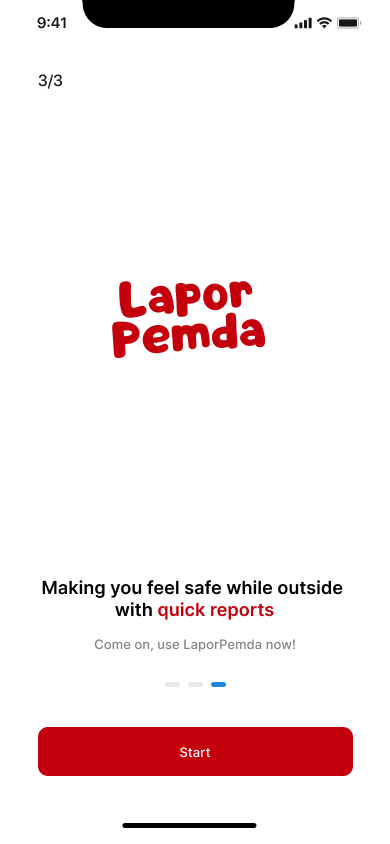 9:41
3/3
Lapor
Pemda
Making you feel safe while outside
with quick reports
Come on, use LaporPemda now!
Start